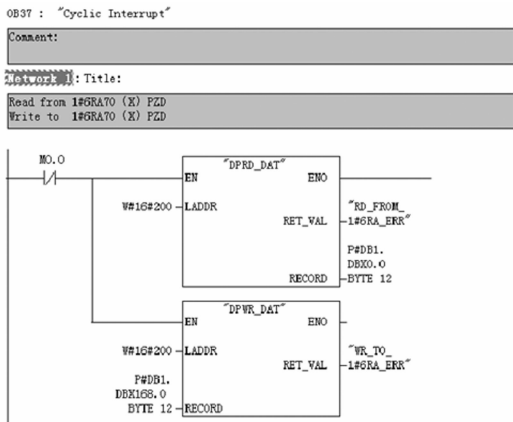 OB37 : "Cyclic Interrupt"
Comment:
Network 1: Title:
Read from 1#6RA70 (X) PZD
Write to 1#6RA70 (X) PZD
M0.0
"DPRD_DAT"
EN ENO
W#16#200 LADDR
RET_VAL "RD_FROM_
1#6RA_ERR"
P#DB1.
DBX0.0
RECORD BYTE 12
"DPWR_DAT"
EN ENO
W#16#200 LADDR
RET_VAL "WR_TO_
1#6RA_ERR"
P#DB1.
DBX168.0
BYTE 12 RECORD